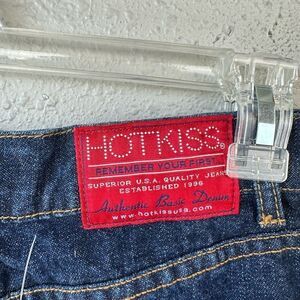 HOTKISS®
REMEMBER YOUR FIRST
SUPERIOR U.S.A. QUALITY JEANS
ESTABLISHED 1996
Authentic Basic Denim
www.hotkissusa.com